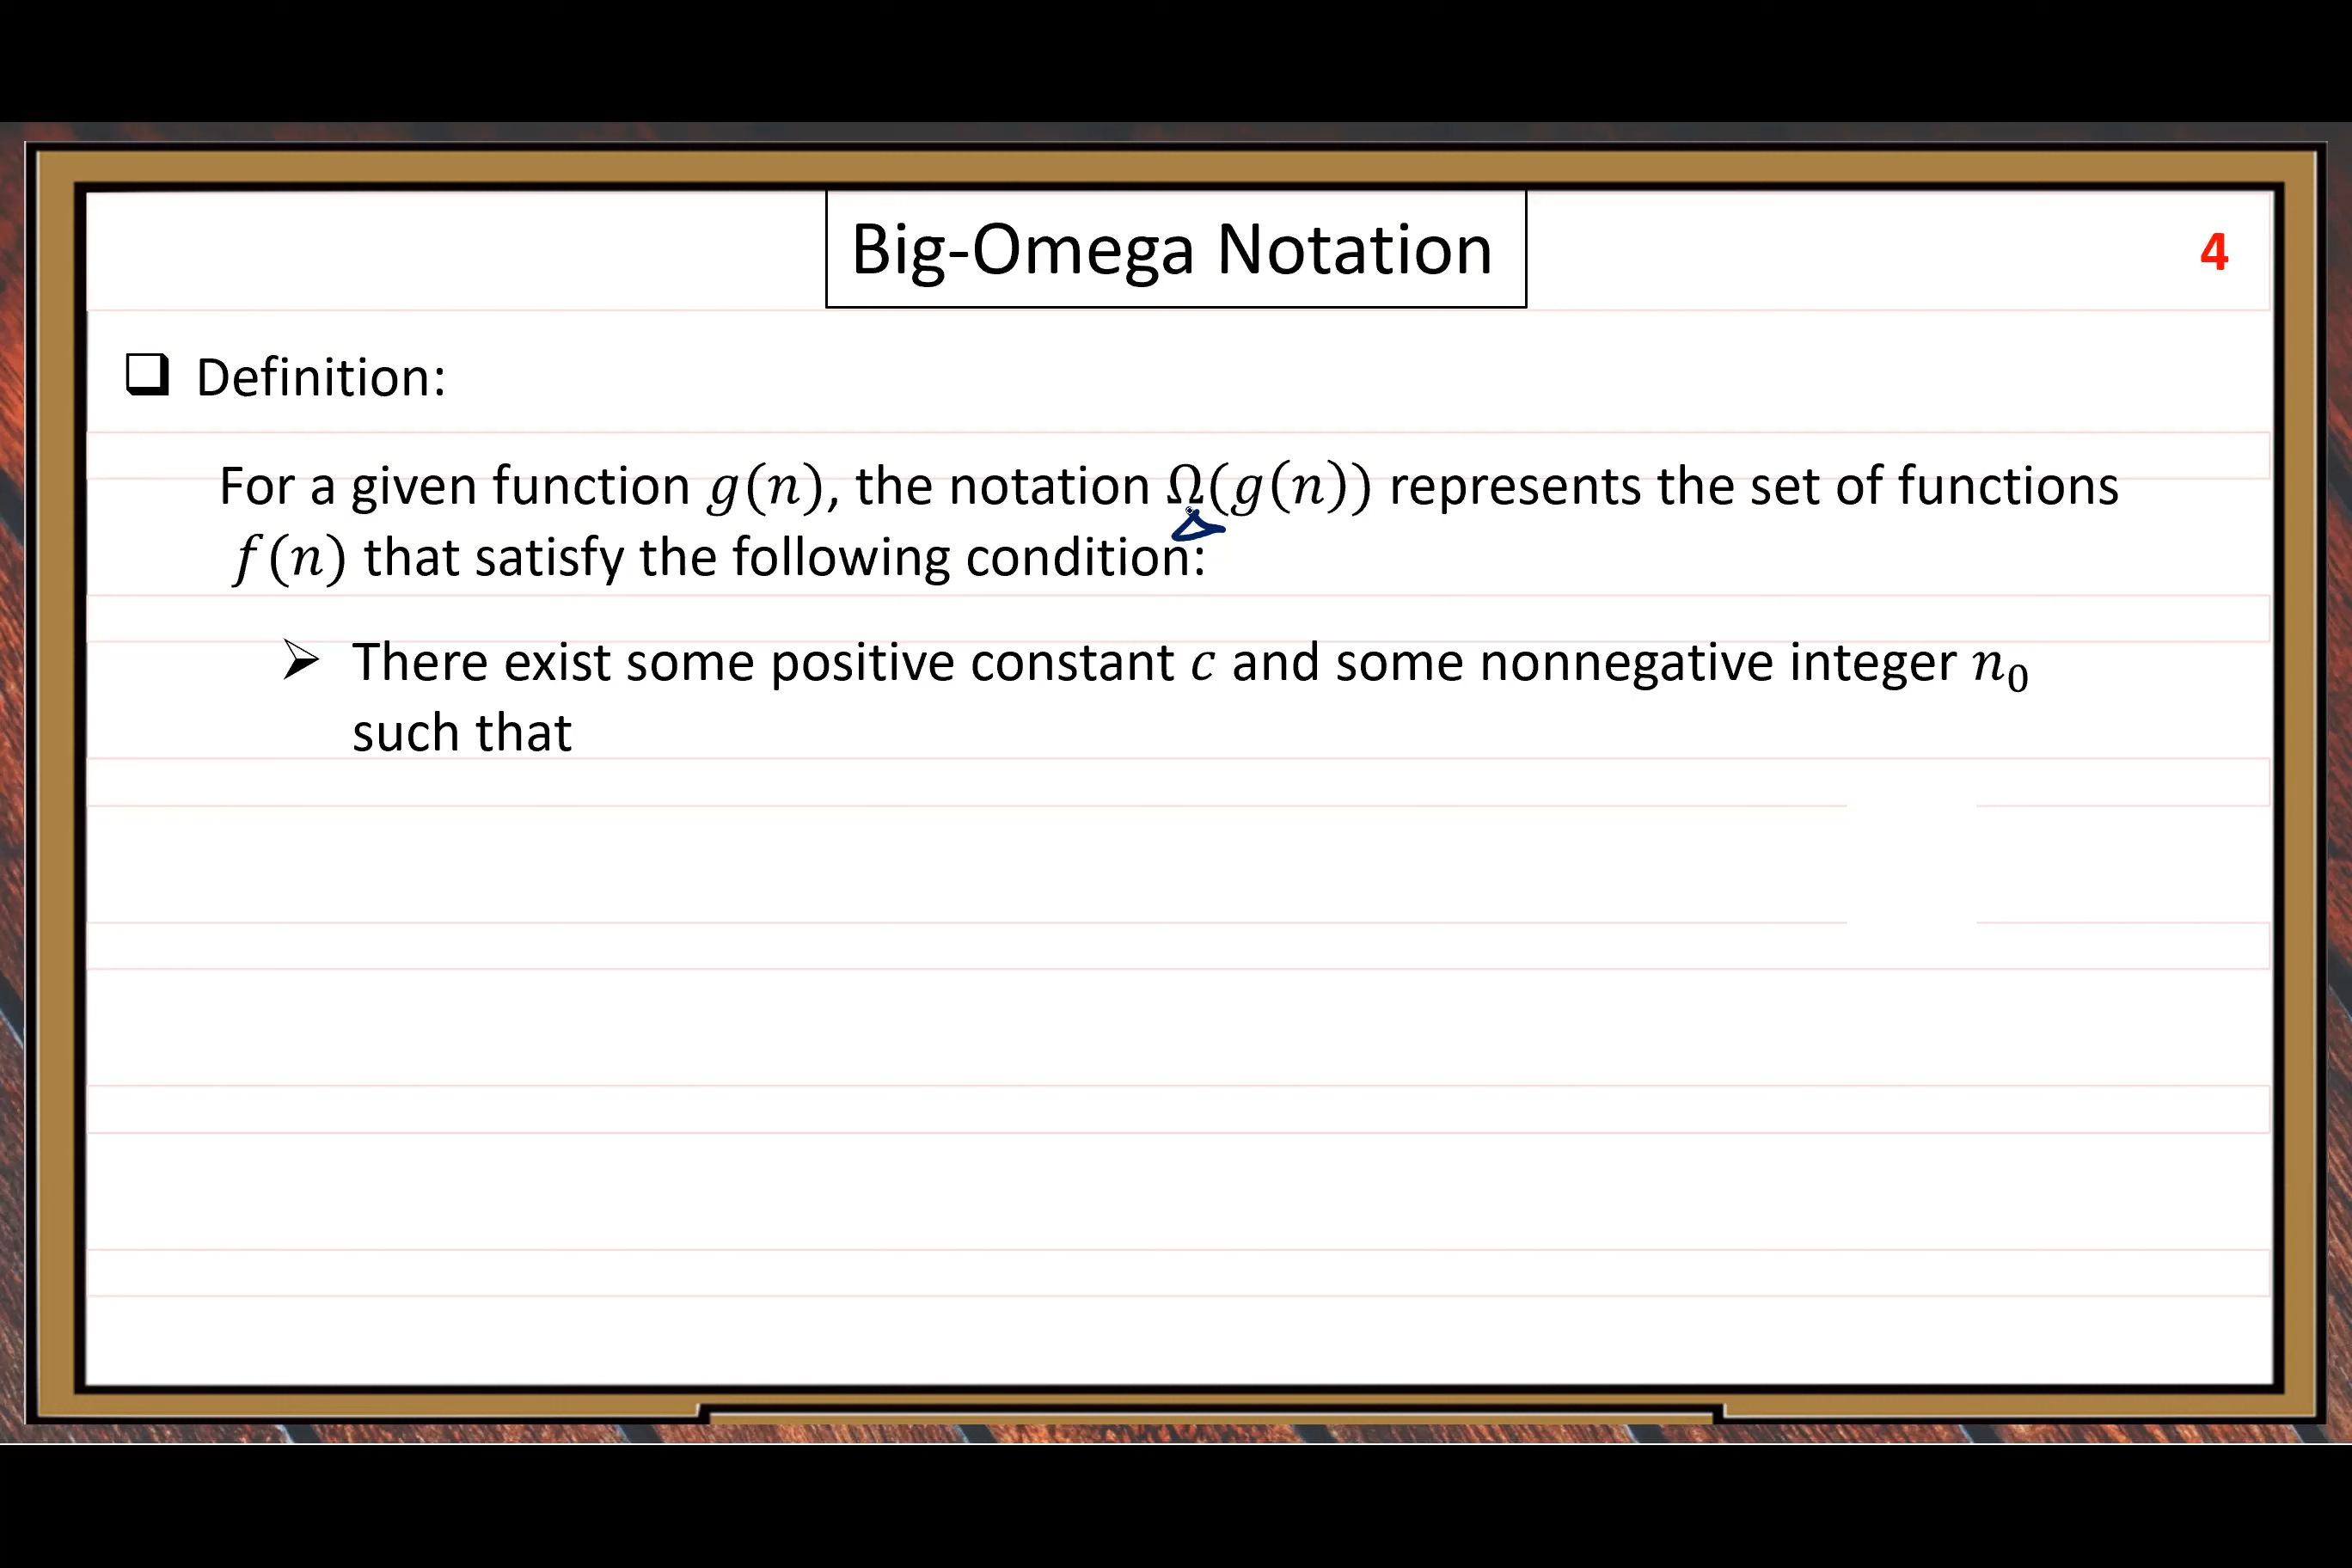 Big-Omega Notation
4
Definition:
For a given function g(n), the notation Ω(g(n)) represents the set of functions
f(n) that satisfy the following condition:
There exist some positive constant c and some nonnegative integer n₀
such that